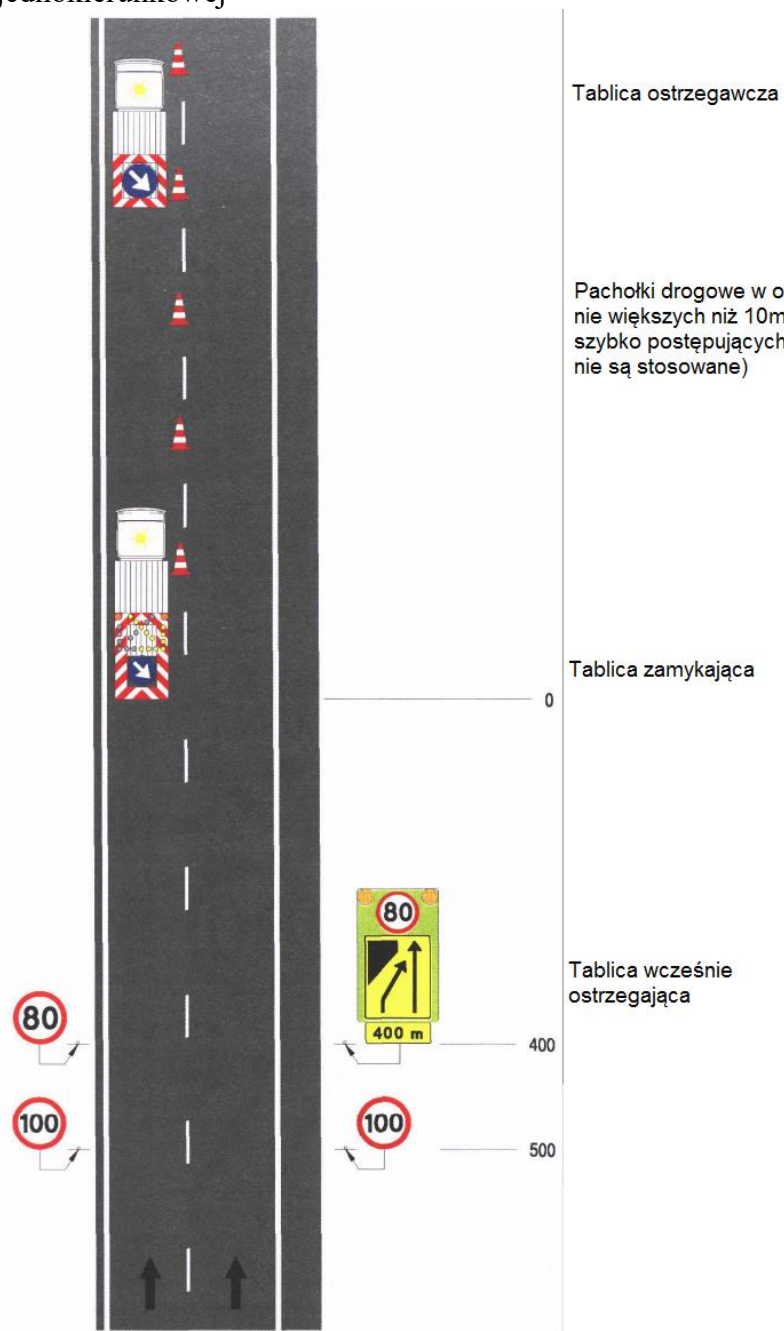 jednokierunkowej
Tablica ostrzegawcza
Pachołki drogowe w o
nie większych niż 10m
szybko postępujących
nie są stosowane)
Tablica zamykająca
0
80
Tablica wcześnie
ostrzegająca
80
400 m
400
100
100
500